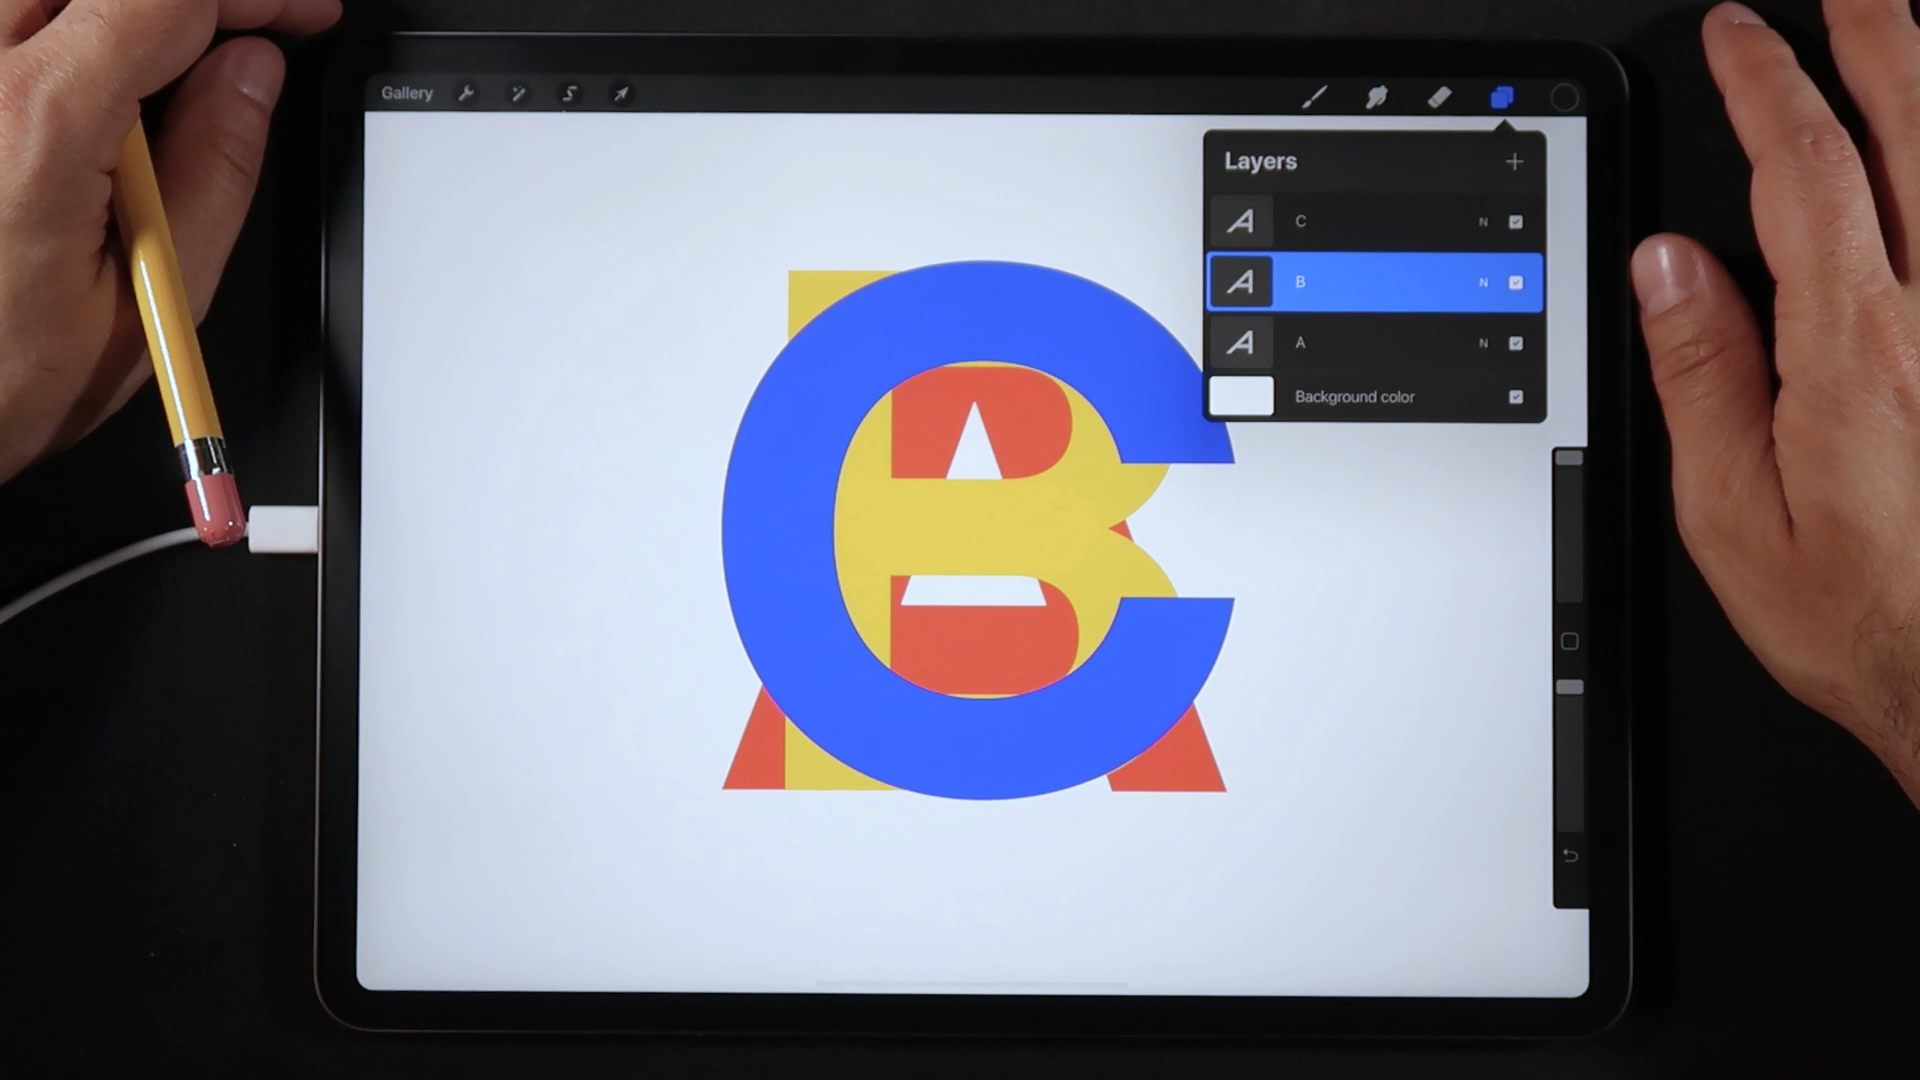 Gallery
Layers
C N
B N
A N
Background color
A
B
C